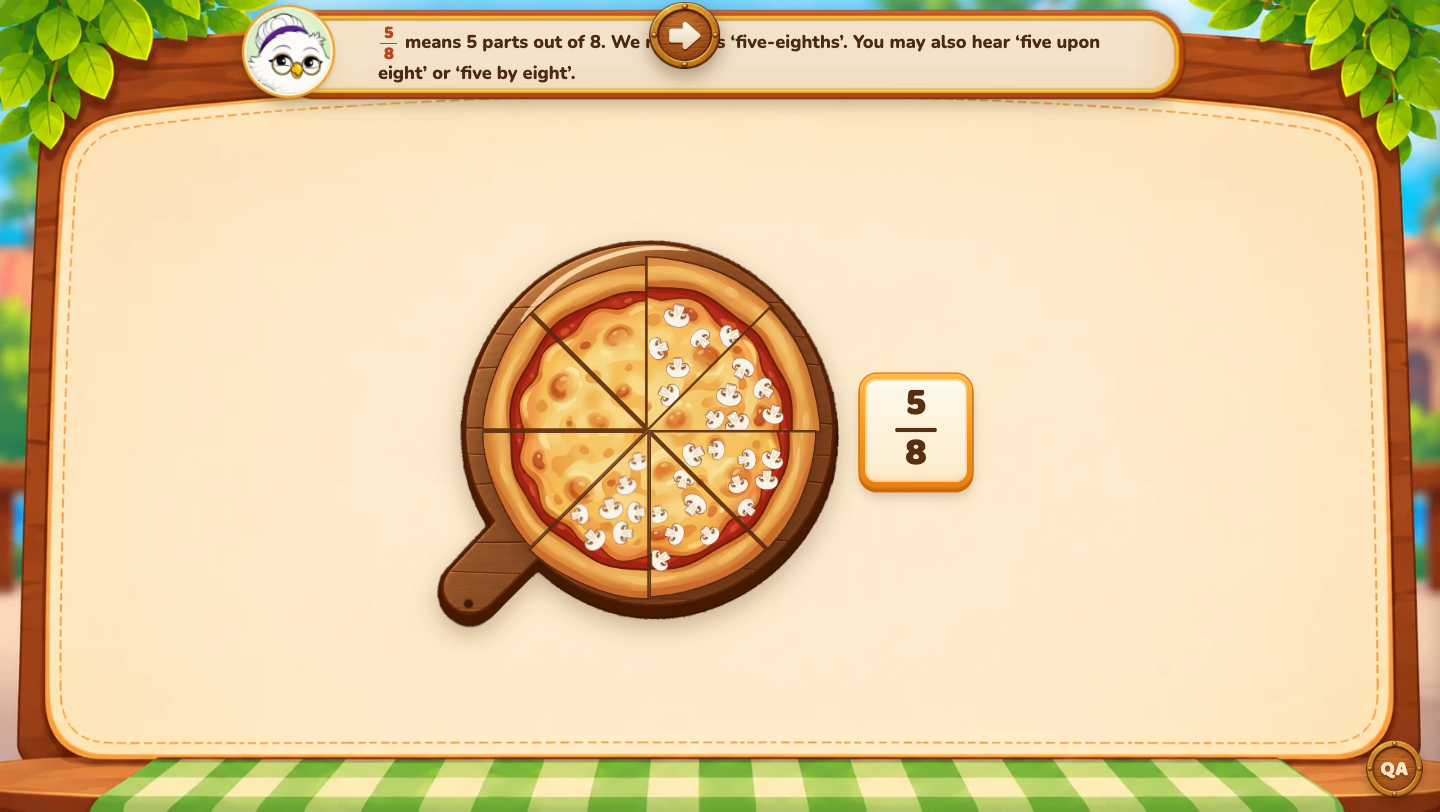 5/8 means 5 parts out of 8. We s ‘five-eighths’. You may also hear ‘five upon
eight’ or ‘five by eight’.
5
8
QA